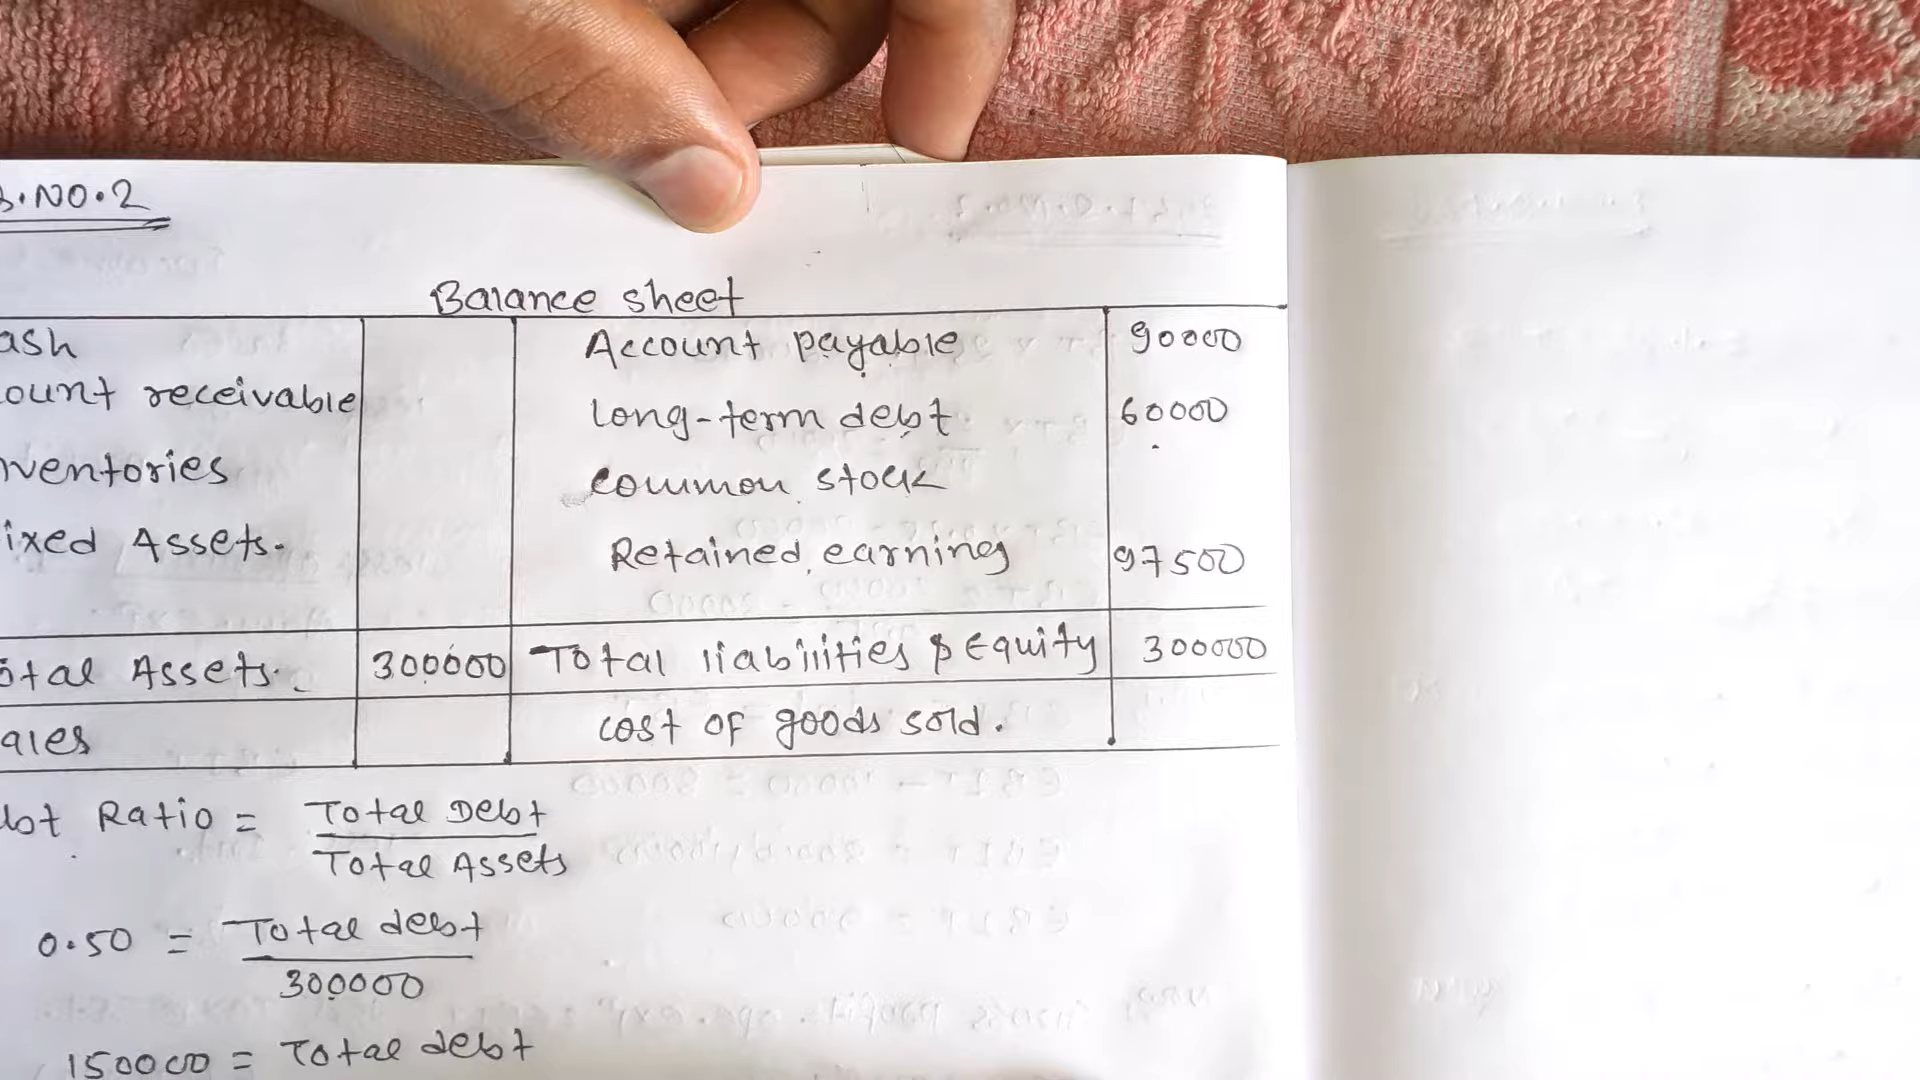 B.NO.2
Balance sheet
ash Account payable 90000
ount receivable Long-term debt 60000
nventories common stock
ixed Assets. Retained earning 97500
otal Assets. 300000 Total liabilities & Equity 300000
ales cost of goods sold.
bt Ratio = Total Debt
Total Assets
0.50 = Total debt
300000
150000 = Total debt